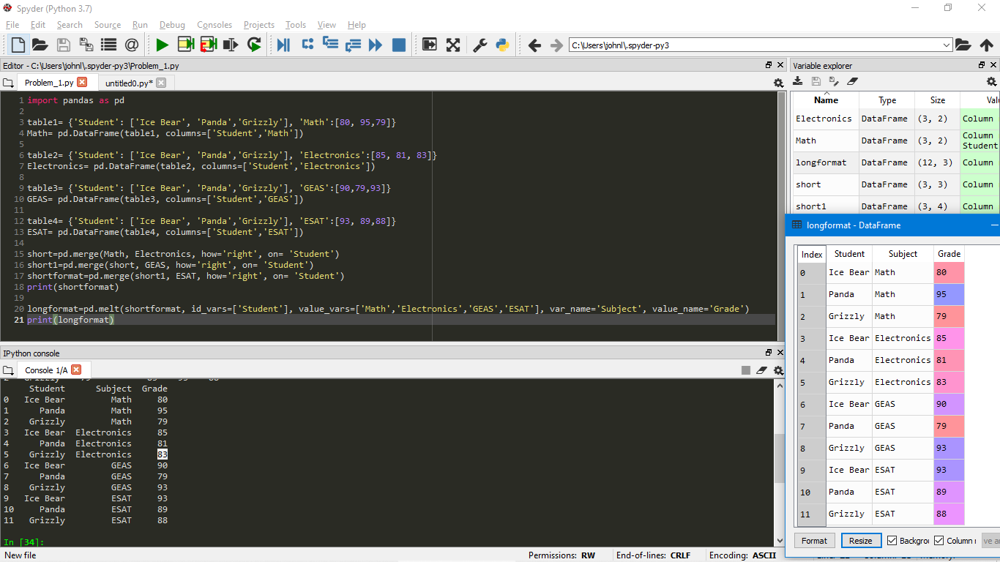 Spyder (Python 3.7)
File Edit Search Source Run Debug Consoles Projects Tools View Help
C:\Users\johnl\.spyder-py3
Editor - C:\Users\johnl\.spyder-py3\Problem_1.py
Problem_1.py untitled0.py*
1 import pandas as pd
2
3 table1= {'Student': ['Ice Bear', 'Panda','Grizzly'], 'Math':[80, 95,79]}
4 Math= pd.DataFrame(table1, columns=['Student','Math'])
5
6 table2= {'Student': ['Ice Bear', 'Panda','Grizzly'], 'Electronics':[85, 81, 83]}
7 Electronics= pd.DataFrame(table2, columns=['Student','Electronics'])
8
9 table3= {'Student': ['Ice Bear', 'Panda','Grizzly'], 'GEAS':[90,79,93]}
10 GEAS= pd.DataFrame(table3, columns=['Student','GEAS'])
11
12 table4= {'Student': ['Ice Bear', 'Panda','Grizzly'], 'ESAT':[93, 89,88]}
13 ESAT= pd.DataFrame(table4, columns=['Student','ESAT'])
14
15 short=pd.merge(Math, Electronics, how='right', on= 'Student')
16 short1=pd.merge(short, GEAS, how='right', on= 'Student')
17 shortformat=pd.merge(short1, ESAT, how='right', on= 'Student')
18 print(shortformat)
19
20 longformat=pd.melt(shortformat, id_vars=['Student'], value_vars=['Math','Electronics','GEAS','ESAT'], var_name='Subject', value_name='Grade')
21 print(longformat)
IPython console
Console 1/A
Student Subject Grade
0 Ice Bear Math 80
1 Panda Math 95
2 Grizzly Math 79
3 Ice Bear Electronics 85
4 Panda Electronics 81
5 Grizzly Electronics 83
6 Ice Bear GEAS 90
7 Panda GEAS 79
8 Grizzly GEAS 93
9 Ice Bear ESAT 93
10 Panda ESAT 89
11 Grizzly ESAT 88
In [34]:
Variable explorer
Name Type Size Valu
Electronics DataFrame (3, 2) Column
Math DataFrame (3, 2) Column
Student
longformat DataFrame (12, 3) Column
short DataFrame (3, 3) Column
short1 DataFrame (3, 4) Column
longformat - DataFrame
Index Student Subject Grade
0 Ice Bear Math 80
1 Panda Math 95
2 Grizzly Math 79
3 Ice Bear Electronics 85
4 Panda Electronics 81
5 Grizzly Electronics 83
6 Ice Bear GEAS 90
7 Panda GEAS 79
8 Grizzly GEAS 93
9 Ice Bear ESAT 93
10 Panda ESAT 89
11 Grizzly ESAT 88
Format Resize Backgrou Column
New file Permissions: RW End-of-lines: CRLF Encoding: ASCII